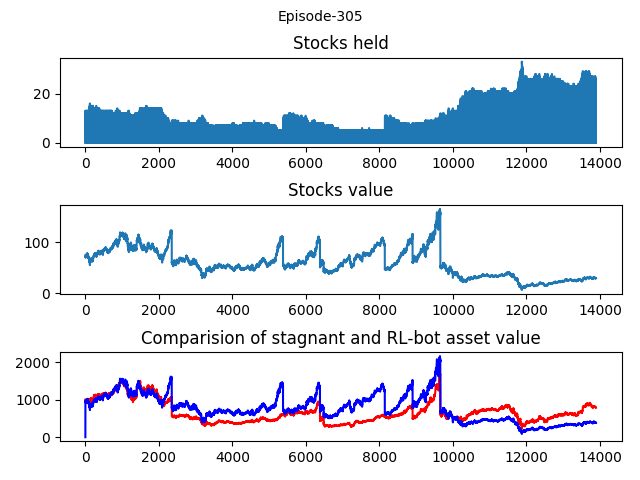 Episode-305
Stocks held
20
0
0 2000 4000 6000 8000 10000 12000 14000
Stocks value
100
0
0 2000 4000 6000 8000 10000 12000 14000
Comparision of stagnant and RL-bot asset value
2000
1000
0
0 2000 4000 6000 8000 10000 12000 14000